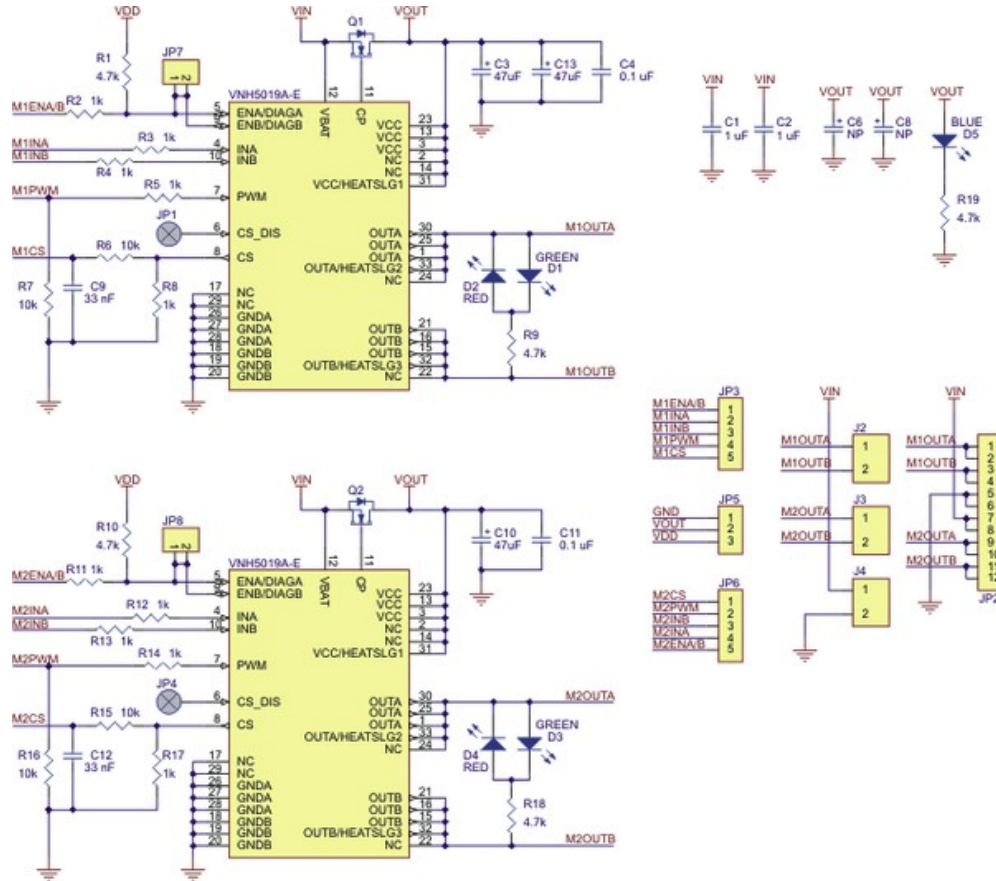 VDD
VIN
Q1
VOUT
R1
4.7k
JP7
1 2
M1ENA/B
R2 1k
VNH5019A-E
12
11
VBAT
CP
5
ENA/DIAGA
ENB/DIAGB
M1INA
R3 1k
4
INA
M1INB
R4 1k
10
INB
M1PWM
R5 1k
7
PWM
JP1
6
CS_DIS
M1CS
R6 10k
8
CS
R7
10k
C9
33 nF
R8
1k
17
NC
29
NC
26
GNDA
27
GNDA
28
GNDA
18
GNDB
19
GNDB
20
GNDB
VCC
23
VCC
13
VCC
3
NC
2
NC
14
VCC/HEATSLG1
31
OUTA
30
OUTA
25
OUTA
1
OUTA/HEATSLG2
33
NC
24
OUTB
21
OUTB
16
OUTB
15
OUTB/HEATSLG3
32
NC
22
+ C3
47uF
+ C13
47uF
C4
0.1 uF
M1OUTA
GREEN
D1
D2
RED
R9
4.7k
M1OUTB
VIN
C1
1 uF
VIN
C2
1 uF
VOUT
+ C6
NP
VOUT
+ C8
NP
VOUT
BLUE
D5
R19
4.7k
VDD
VIN
Q2
VOUT
R10
4.7k
JP8
1 2
M2ENA/B
R11 1k
VNH5019A-E
12
11
VBAT
CP
5
ENA/DIAGA
ENB/DIAGB
M2INA
R12 1k
4
INA
M2INB
R13 1k
10
INB
M2PWM
R14 1k
7
PWM
JP4
6
CS_DIS
M2CS
R15 10k
8
CS
R16
10k
C12
33 nF
R17
1k
17
NC
29
NC
26
GNDA
27
GNDA
28
GNDA
18
GNDB
19
GNDB
20
GNDB
VCC
23
VCC
13
VCC
3
NC
2
NC
14
VCC/HEATSLG1
31
OUTA
30
OUTA
25
OUTA
1
OUTA/HEATSLG2
33
NC
24
OUTB
21
OUTB
16
OUTB
15
OUTB/HEATSLG3
32
NC
22
+ C10
47uF
C11
0.1 uF
M2OUTA
GREEN
D3
D4
RED
R18
4.7k
M2OUTB
JP3
M1ENA/B 1
M1INA 2
M1INB 3
M1PWM 4
M1CS 5
JP5
GND 1
VOUT 2
VDD 3
JP6
M2CS 1
M2PWM 2
M2INB 3
M2INA 4
M2ENA/B 5
VIN
J2
M1OUTA 1
M1OUTB 2
J3
M2OUTA 1
M2OUTB 2
J4
1
2
VIN
M1OUTA 1
2
M1OUTB 3
4
5
6
7
8
M2OUTA 9
10
M2OUTB 11
12